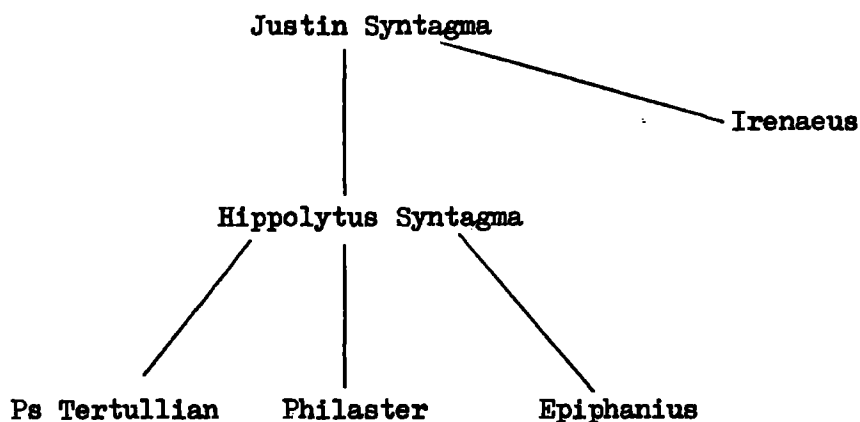 Justin Syntagma
Irenaeus
Hippolytus Syntagma
Ps Tertullian Philaster Epiphanius